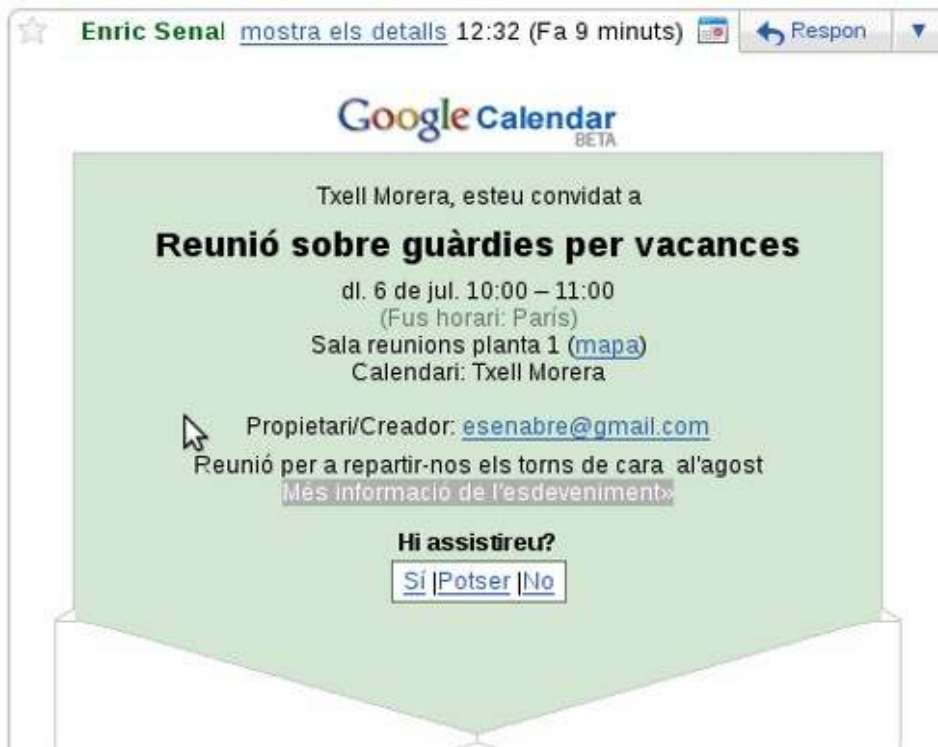 Enric Senal mostra els detalls 12:32 (Fa 9 minuts) Respon
Google Calendar
BETA
Txell Morera, esteu convidat a
Reunió sobre guàrdies per vacances
dl. 6 de jul. 10:00 – 11:00
(Fus horari: París)
Sala reunions planta 1 (mapa)
Calendari: Txell Morera
Propietari/Creador: esenabre@gmail.com
Reunió per a repartir-nos els torns de cara al'agost
Més informació de l'esdeveniment»
Hi assistireu?
Sí |Potser |No